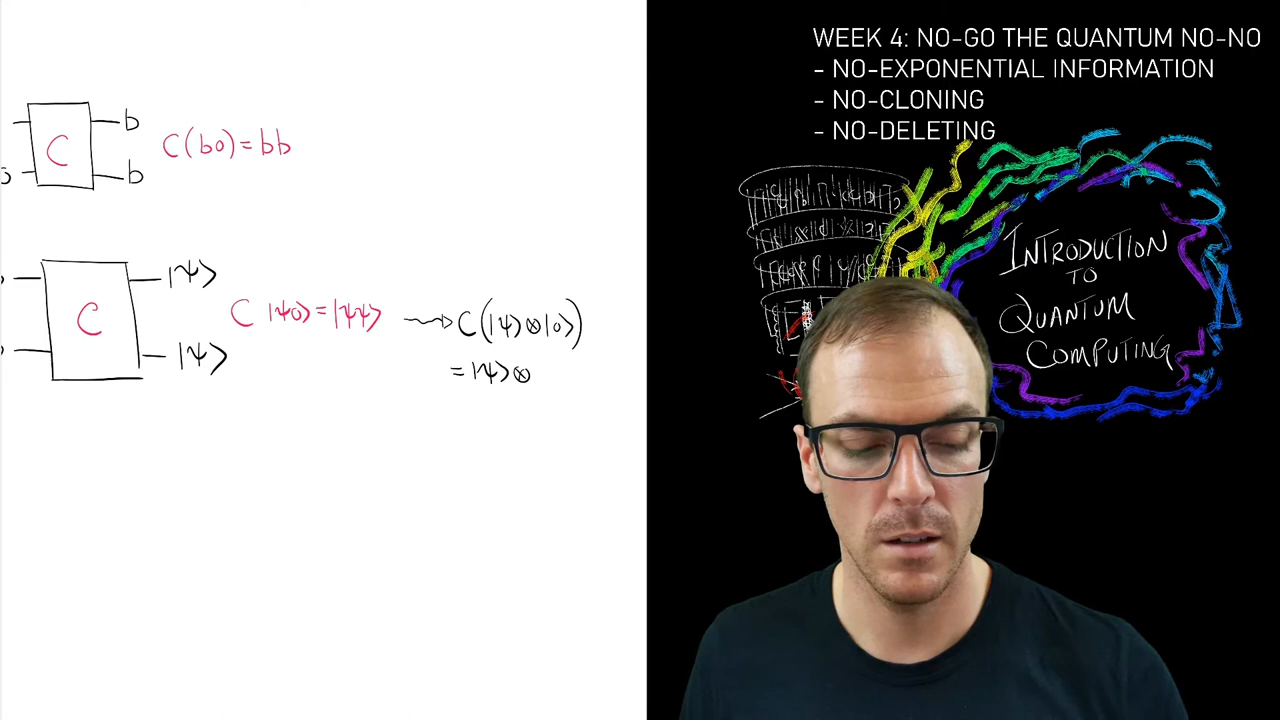 b
C
C(b0) = bb
b
|ψ⟩
C
C |ψ0⟩ = |ψψ⟩
C(|ψ⟩⊗|0⟩)
= |ψ⟩⊗
|ψ⟩
WEEK 4: NO-GO THE QUANTUM NO-NO
- NO-EXPONENTIAL INFORMATION
- NO-CLONING
- NO-DELETING
INTRODUCTION
TO
QUANTUM
COMPUTING